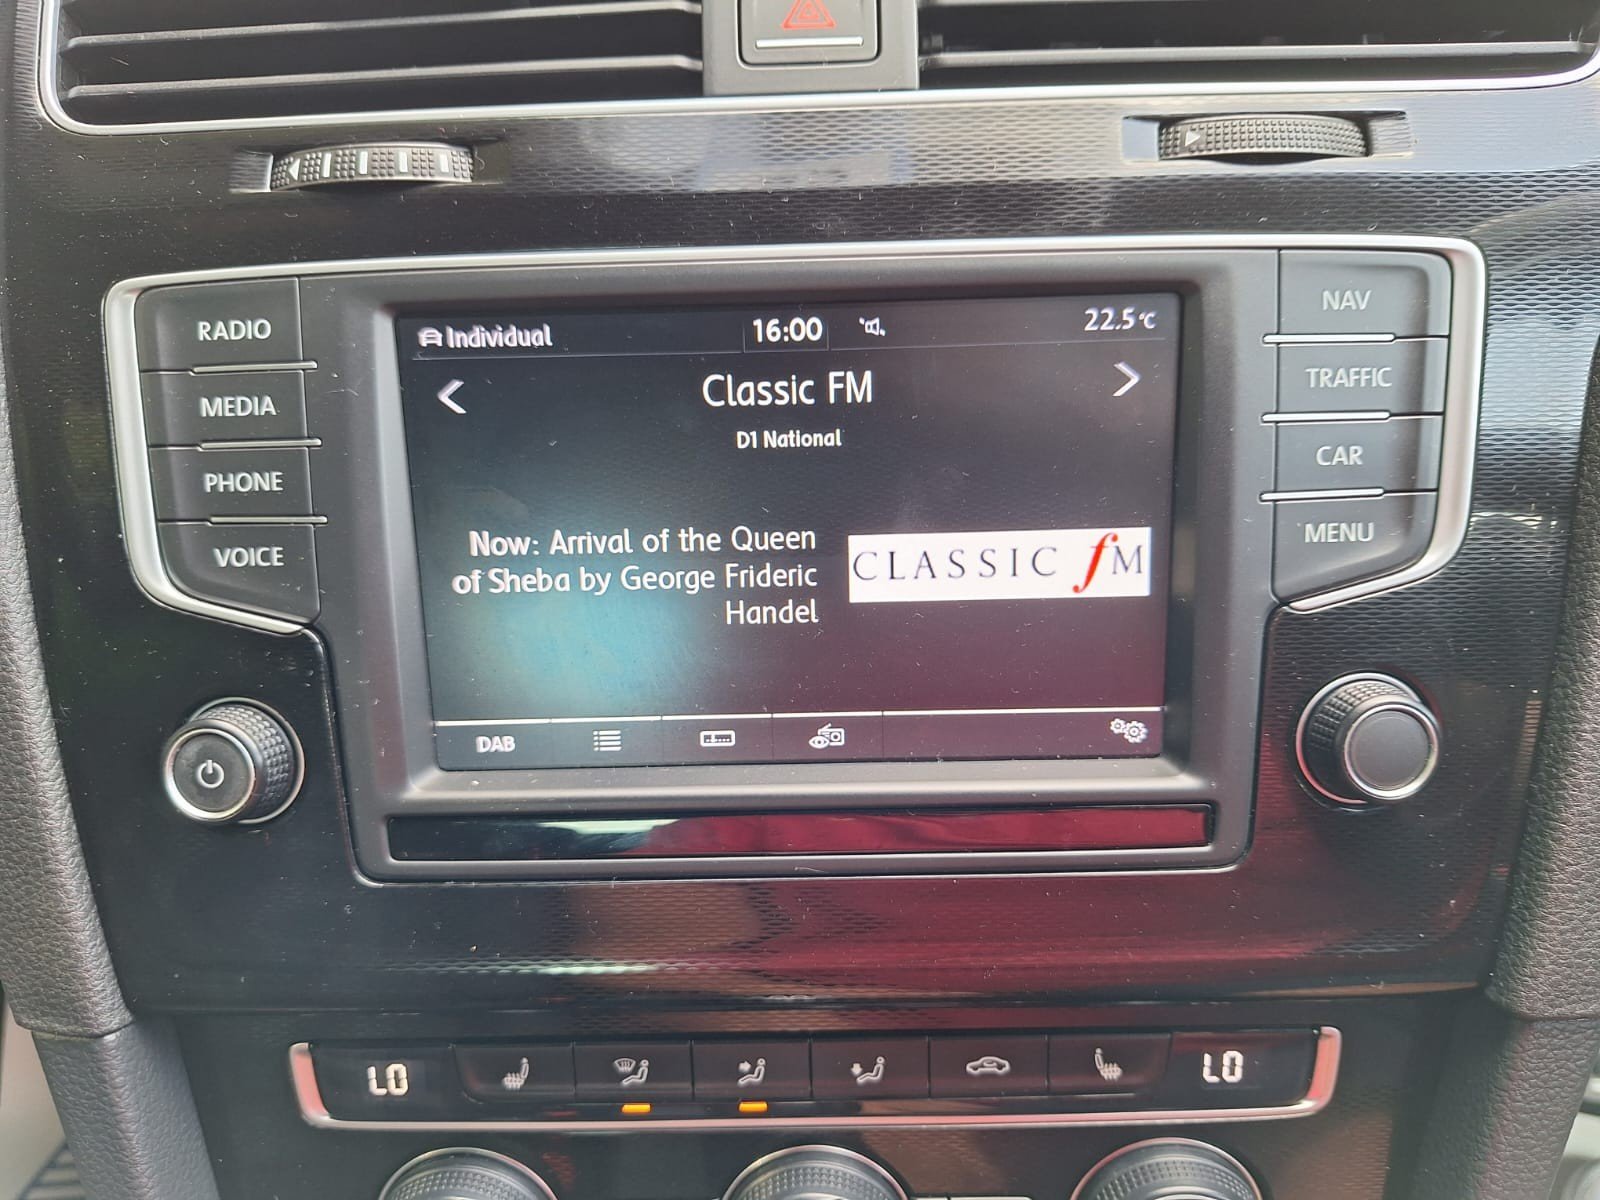 RADIO
MEDIA
PHONE
VOICE
Individual
16:00
22.5°C
Classic FM
D1 National
Now: Arrival of the Queen
of Sheba by George Frideric
Handel
CLASSIC fM
DAB
NAV
TRAFFIC
CAR
MENU
LO
LO